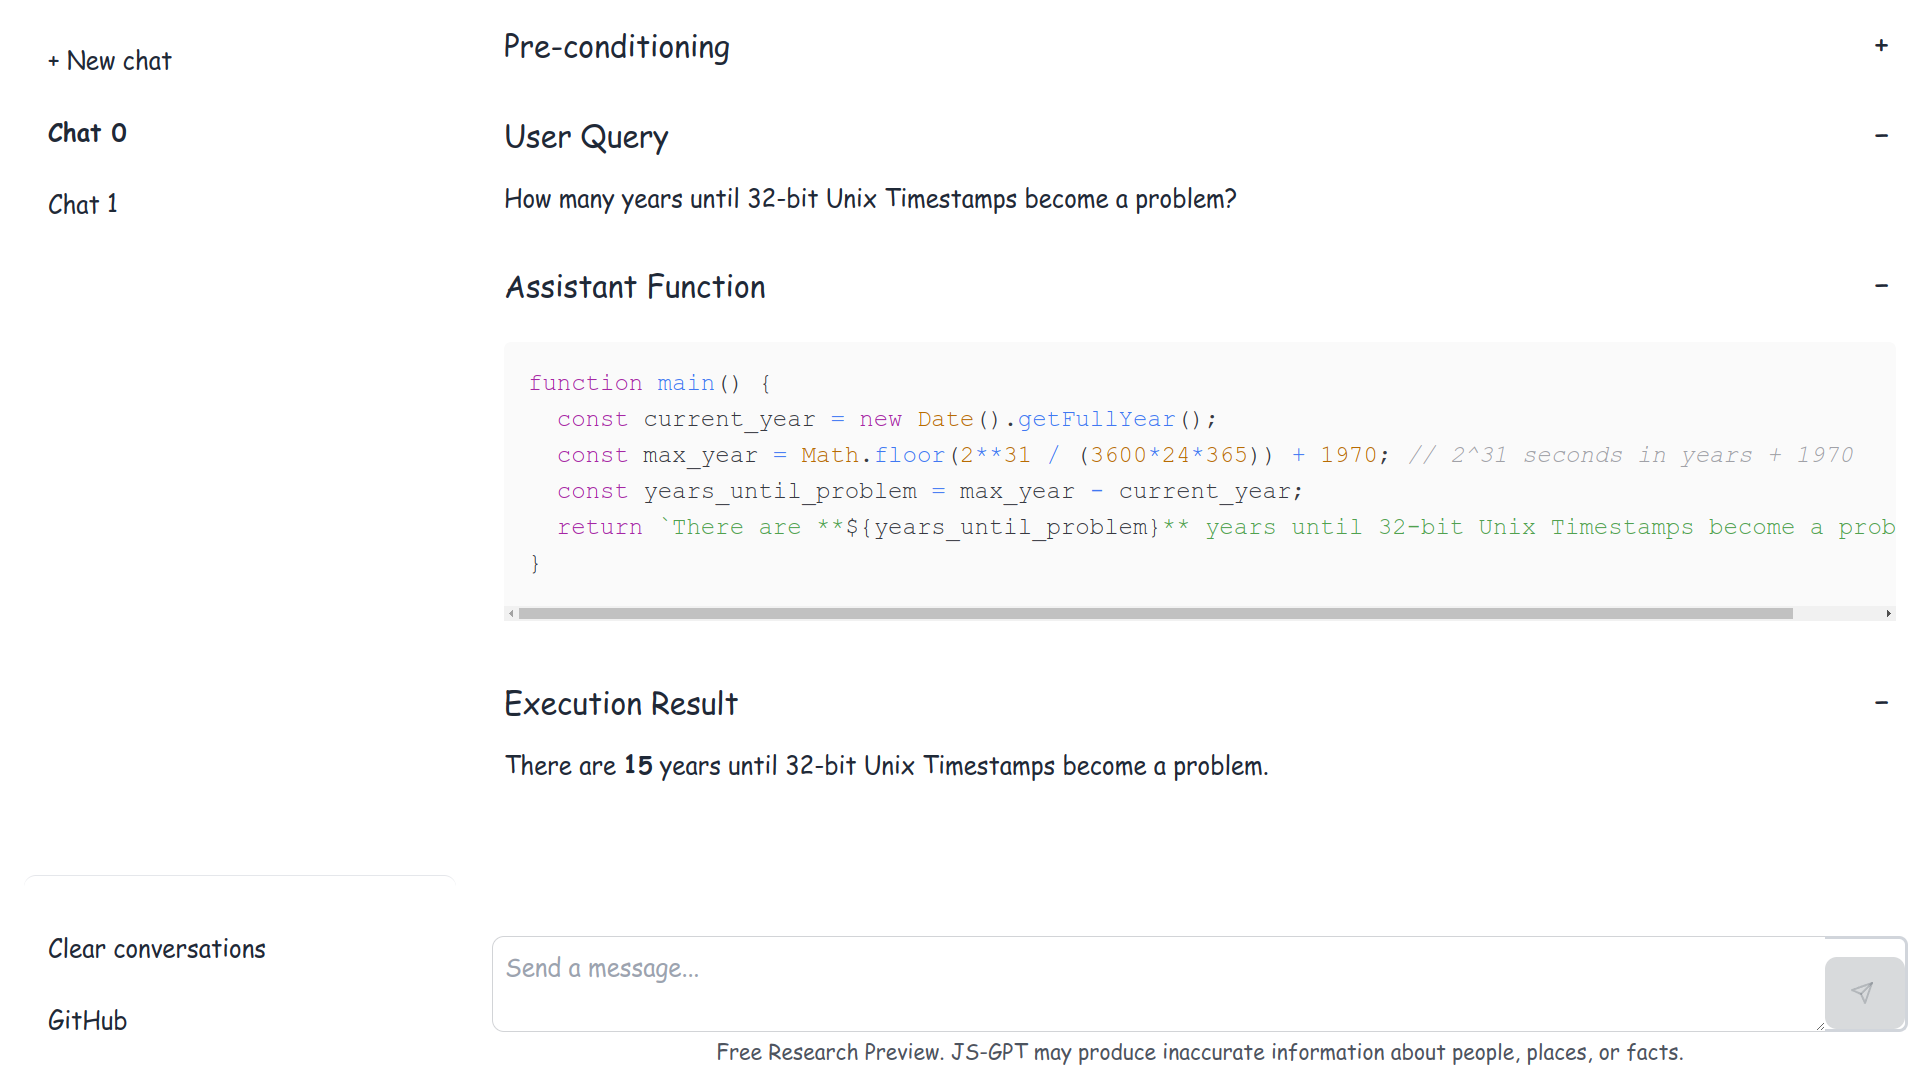 + New chat
Chat 0
Chat 1
Clear conversations
GitHub
Pre-conditioning +
User Query −
How many years until 32-bit Unix Timestamps become a problem?
Assistant Function −
function main() {
  const current_year = new Date().getFullYear();
  const max_year = Math.floor(2**31 / (3600*24*365)) + 1970; // 2^31 seconds in years + 1970
  const years_until_problem = max_year - current_year;
  return `There are **${years_until_problem}** years until 32-bit Unix Timestamps become a prob
}
Execution Result −
There are 15 years until 32-bit Unix Timestamps become a problem.
Send a message...
Free Research Preview. JS-GPT may produce inaccurate information about people, places, or facts.